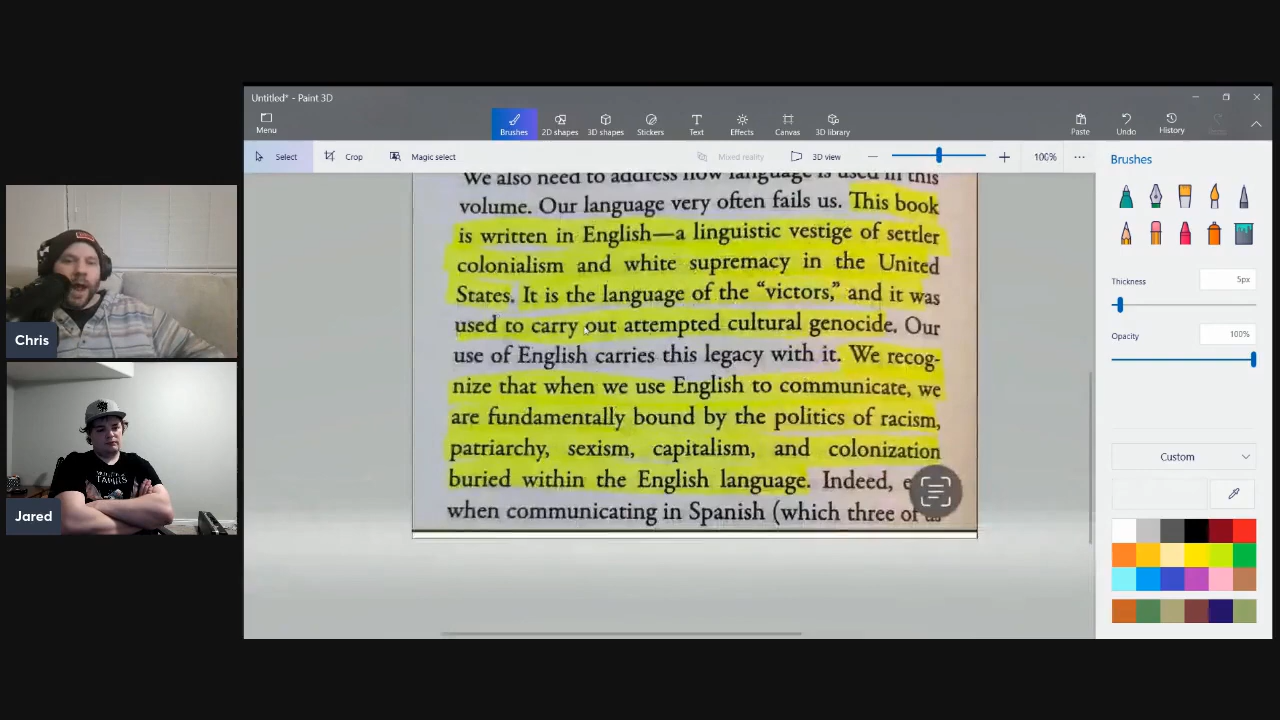 Untitled* - Paint 3D
Menu
Brushes
2D shapes
3D shapes
Stickers
Text
Effects
Canvas
3D library
Paste
Undo
History
Select
Crop
Magic select
Mixed reality
3D view
100%
Chris
Jared
We also need to address how language is used in this
volume. Our language very often fails us. This book
is written in English—a linguistic vestige of settler
colonialism and white supremacy in the United
States. It is the language of the “victors,” and it was
used to carry out attempted cultural genocide. Our
use of English carries this legacy with it. We recog-
nize that when we use English to communicate, we
are fundamentally bound by the politics of racism,
patriarchy, sexism, capitalism, and colonization
buried within the English language. Indeed,
when communicating in Spanish (which three of
Brushes
Thickness
5px
Opacity
100%
Custom